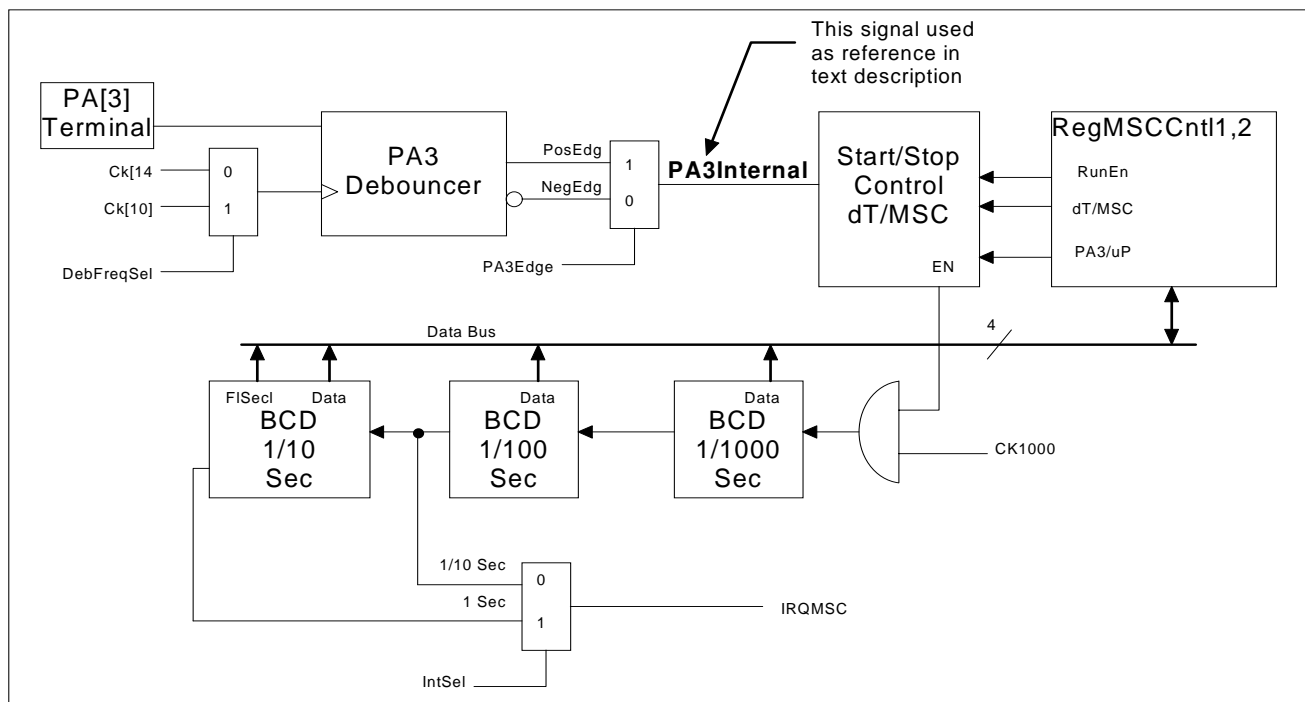 This signal used
as reference in
text description
PA[3]
Terminal
Ck[14
Ck[10]
0
1
DebFreqSel
PA3
Debouncer
PosEdg
NegEdg
1
0
PA3Edge
PA3Internal
Start/Stop
Control
dT/MSC
EN
RegMSCCntl1,2
RunEn
dT/MSC
PA3/uP
Data Bus
4
FlSecl
Data
BCD
1/10
Sec
Data
BCD
1/100
Sec
Data
BCD
1/1000
Sec
CK1000
1/10 Sec
1 Sec
0
1
IRQMSC
IntSel